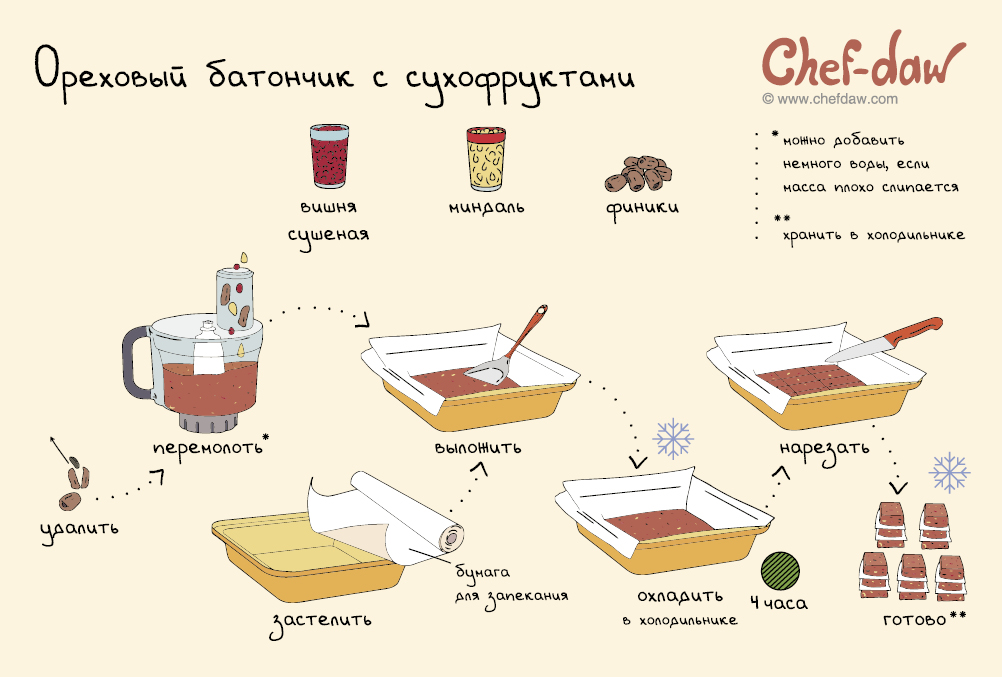 Ореховый батончик с сухофруктами
Chef-daw
© www.chefdaw.com
вишня
сушеная
миндаль
финики
* можно добавить
немного воды, если
масса плохо слипается
**
хранить в холодильнике
перемолоть*
выложить
нарезать
удалить
бумага
для запекания
застелить
охладить
в холодильнике
4 часа
готово**